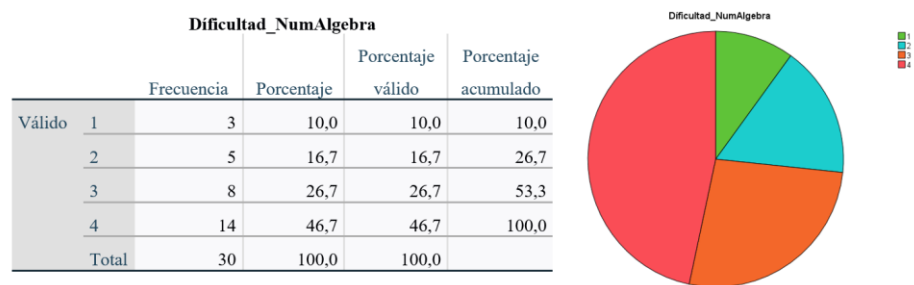 Díficultad_NumAlgebra
Frecuencia Porcentaje Porcentaje válido Porcentaje acumulado
Válido 1 3 10,0 10,0 10,0
2 5 16,7 16,7 26,7
3 8 26,7 26,7 53,3
4 14 46,7 46,7 100,0
Total 30 100,0 100,0
Díficultad_NumAlgebra
1
2
3
4